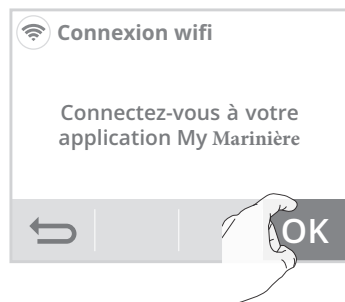 Connexion wifi
Connectez-vous à votre
application My Marinière
OK